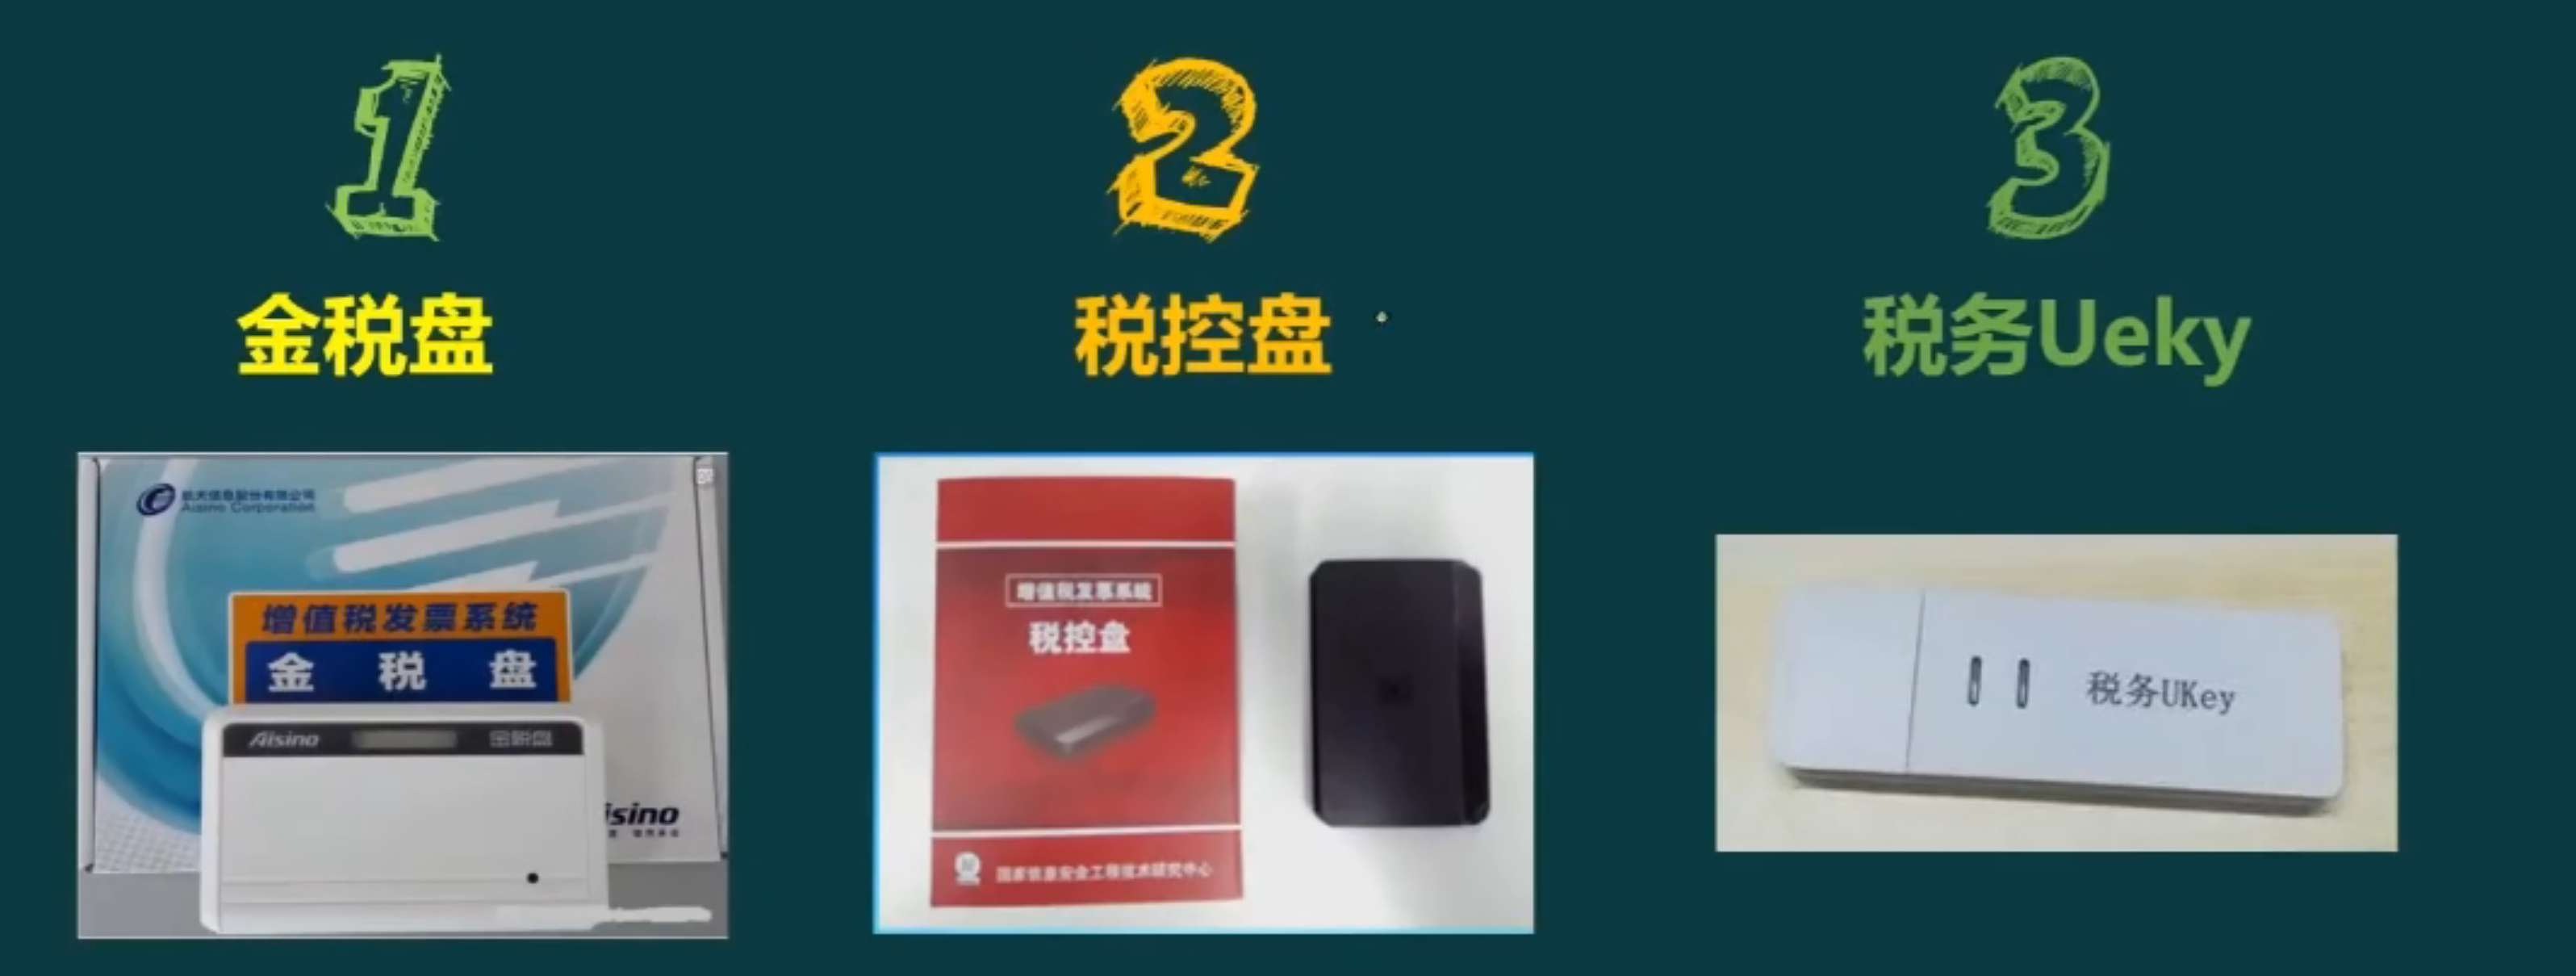 1
金税盘
航天信息股份有限公司
Aisino Corporation
增值税发票系统
金 税 盘
Aisino 金税盘
isino
2
税控盘
增值税发票系统
税控盘
国家信息安全工程技术研究中心
3
税务Ueky
税务UKey